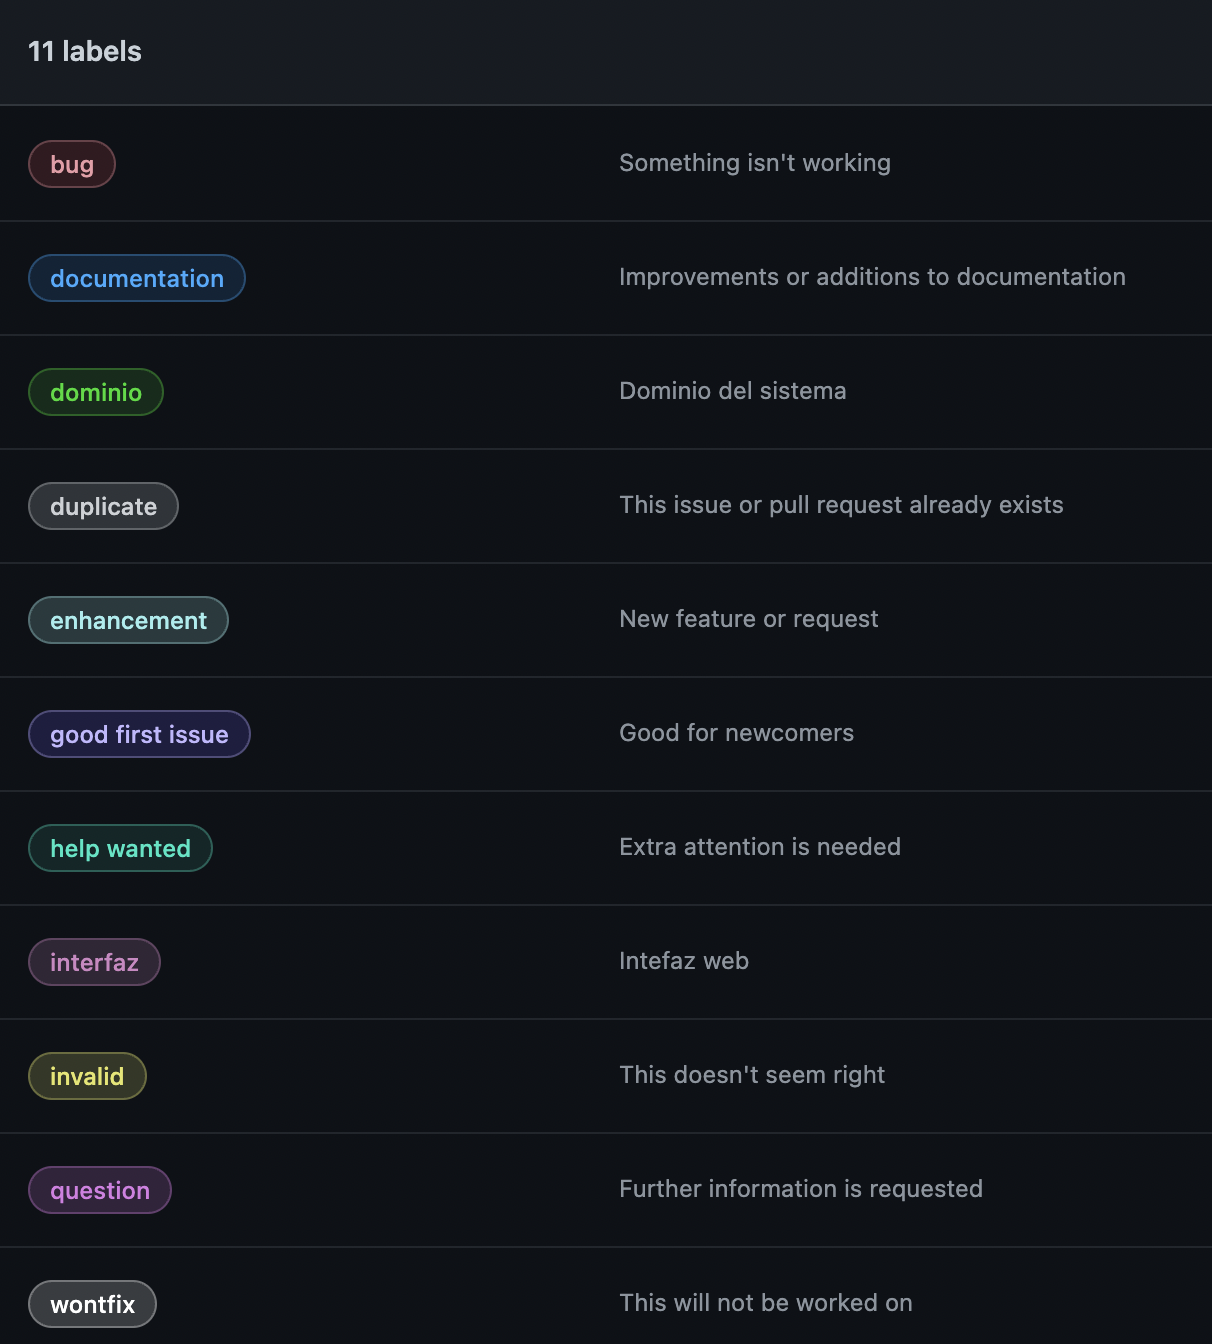 11 labels
bug Something isn't working
documentation Improvements or additions to documentation
dominio Dominio del sistema
duplicate This issue or pull request already exists
enhancement New feature or request
good first issue Good for newcomers
help wanted Extra attention is needed
interfaz Intefaz web
invalid This doesn't seem right
question Further information is requested
wontfix This will not be worked on